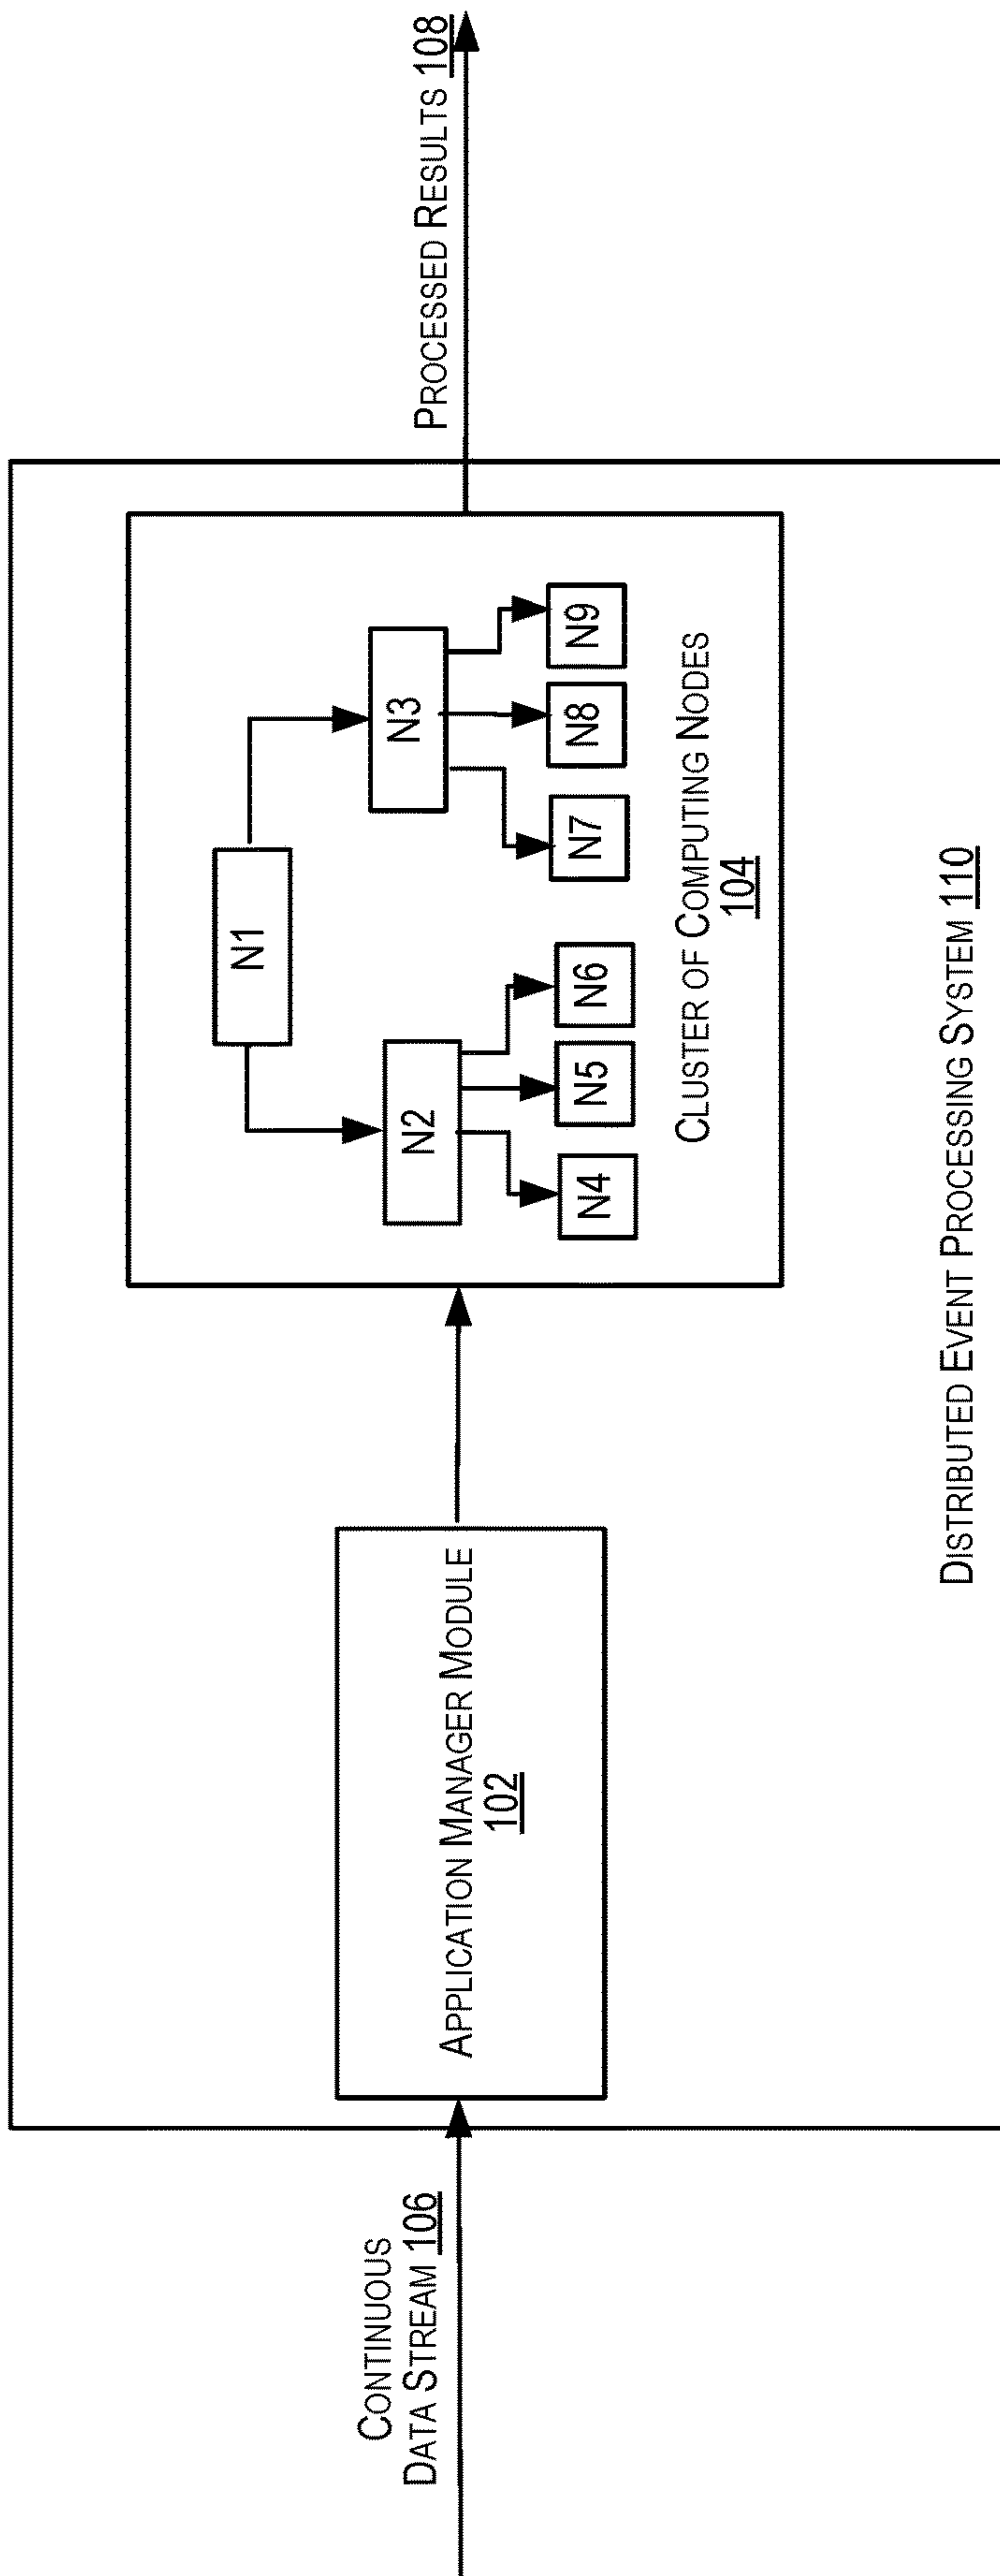 CONTINUOUS
DATA STREAM 106
APPLICATION MANAGER MODULE
102
N1
N2
N3
N4
N5
N6
N7
N8
N9
CLUSTER OF COMPUTING NODES
104
PROCESSED RESULTS 108
DISTRIBUTED EVENT PROCESSING SYSTEM 110